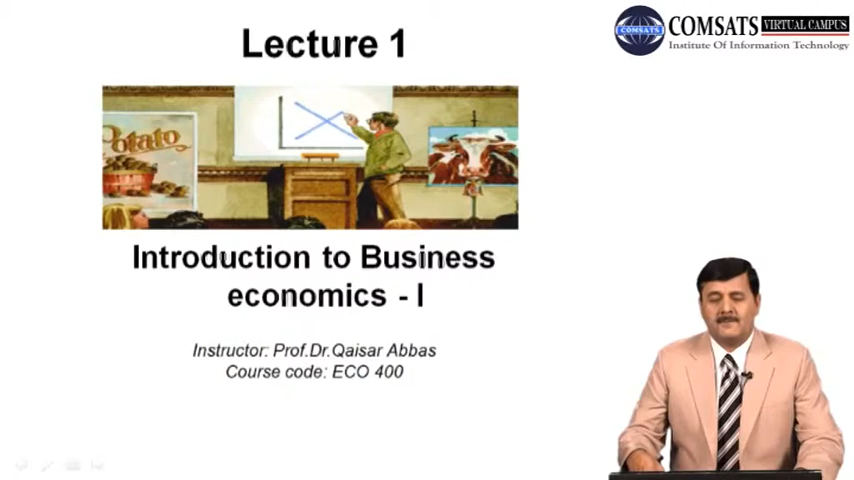 Lecture 1
COMSATS VIRTUAL CAMPUS
Institute Of Information Technology
COMSATS
Potato
Introduction to Business
economics - I
Instructor: Prof.Dr.Qaisar Abbas
Course code: ECO 400